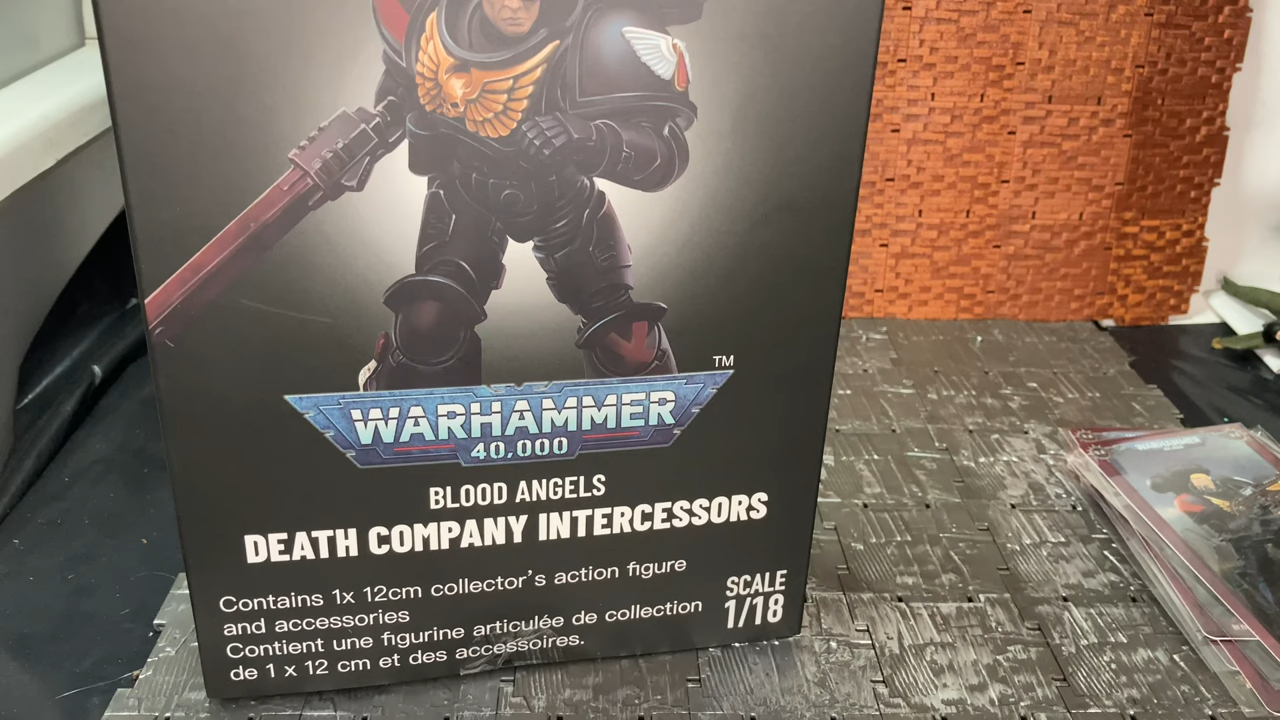 TM
WARHAMMER
40,000
BLOOD ANGELS
DEATH COMPANY INTERCESSORS
Contains 1x 12cm collector's action figure
and accessories
Contient une figurine articulée de collection
de 1 x 12 cm et des accessoires.
SCALE
1/18
WARHAMMER